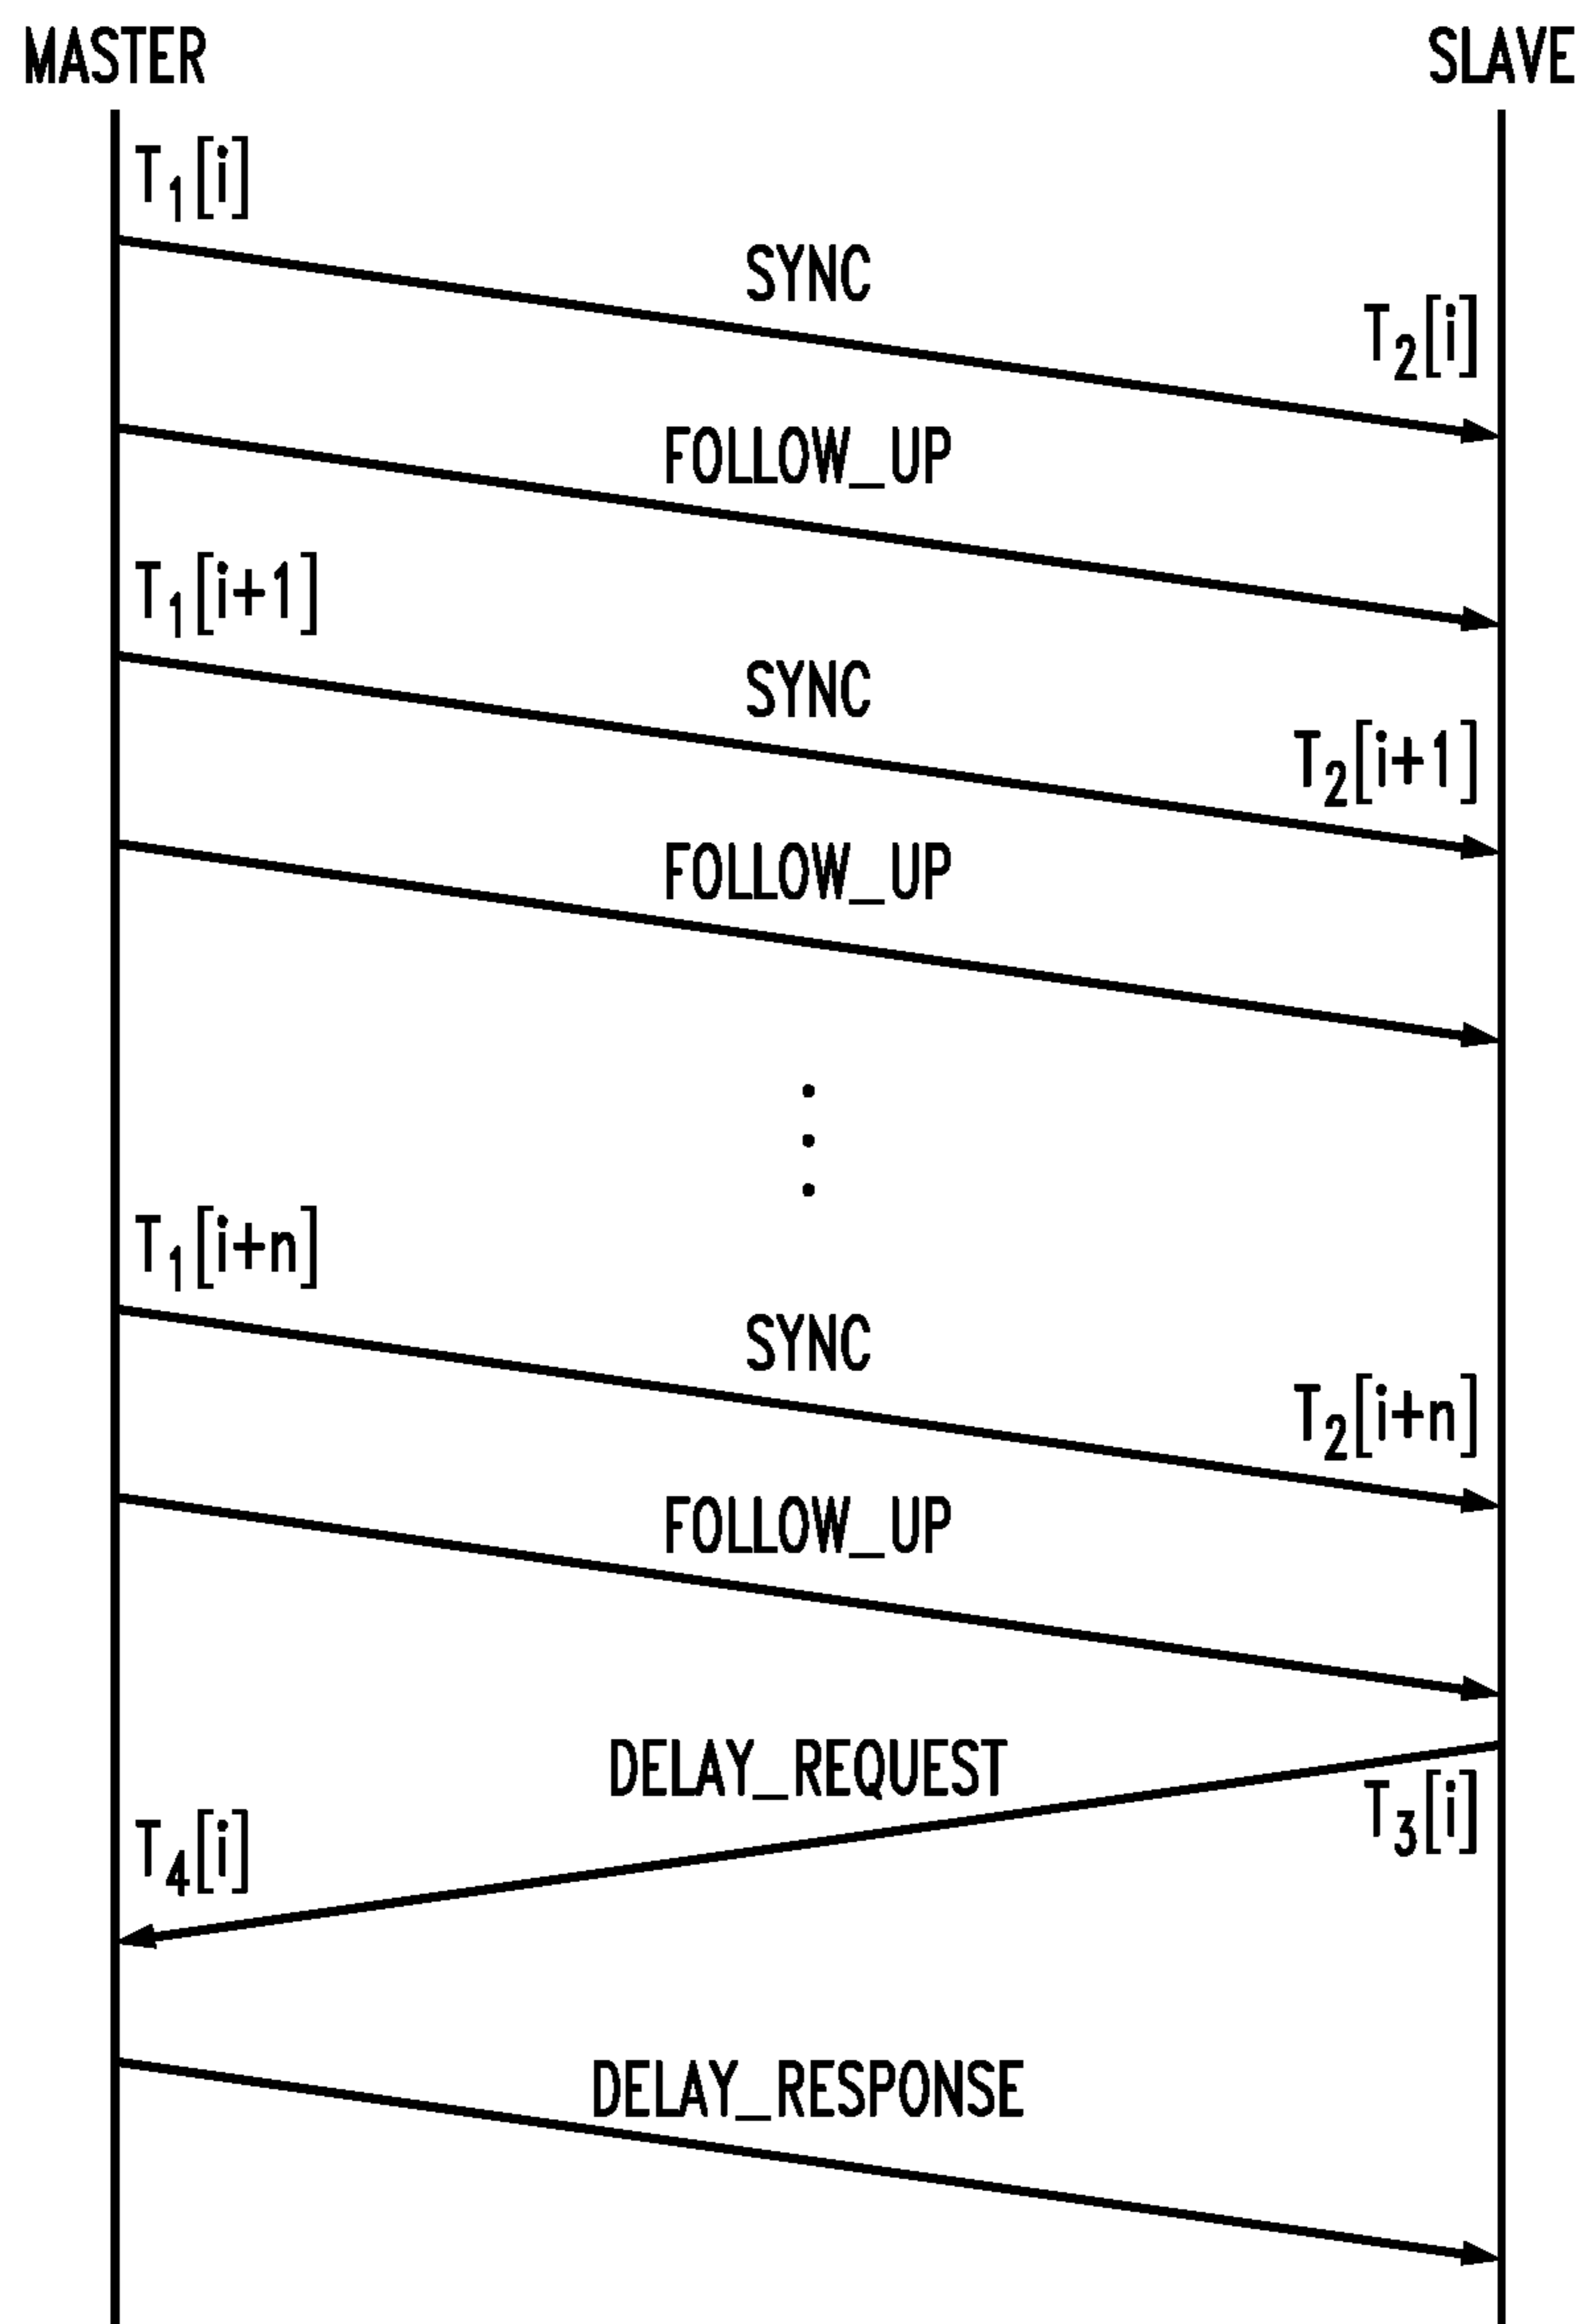 MASTER SLAVE
T₁[i]
SYNC
T₂[i]
FOLLOW_UP
T₁[i+1]
SYNC
T₂[i+1]
FOLLOW_UP
T₁[i+n]
SYNC
T₂[i+n]
FOLLOW_UP
DELAY_REQUEST
T₃[i]
T₄[i]
DELAY_RESPONSE